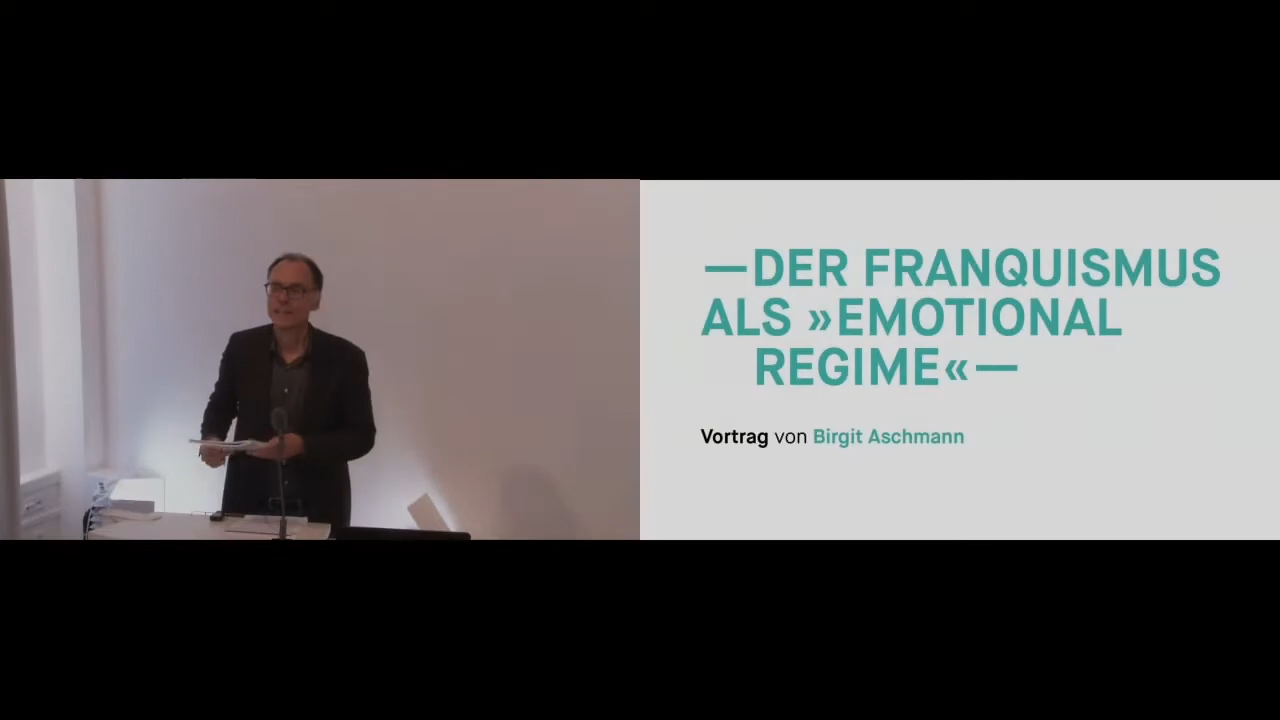 —DER FRANQUISMUS
ALS »EMOTIONAL
REGIME«—
Vortrag von Birgit Aschmann